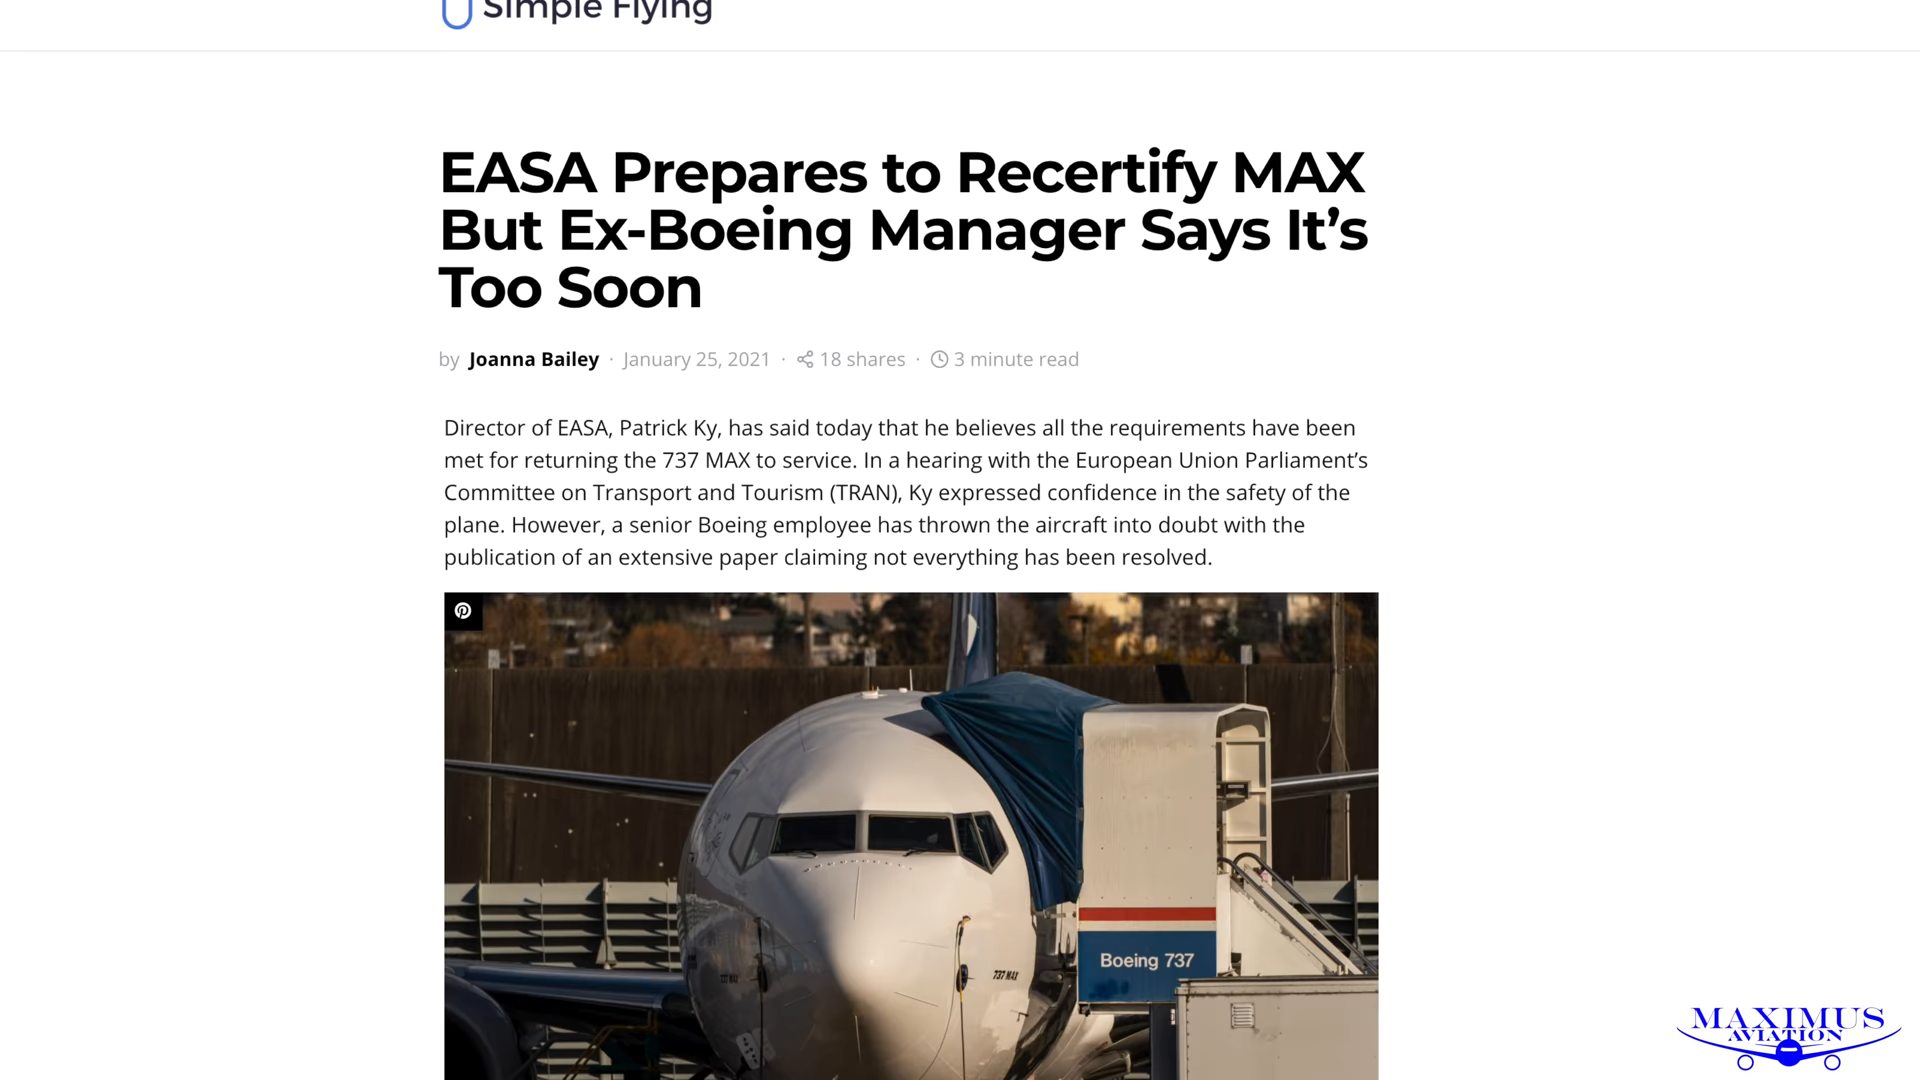 Simple Flying
EASA Prepares to Recertify MAX
But Ex-Boeing Manager Says It’s
Too Soon
by Joanna Bailey · January 25, 2021 · 18 shares · 3 minute read
Director of EASA, Patrick Ky, has said today that he believes all the requirements have been
met for returning the 737 MAX to service. In a hearing with the European Union Parliament’s
Committee on Transport and Tourism (TRAN), Ky expressed confidence in the safety of the
plane. However, a senior Boeing employee has thrown the aircraft into doubt with the
publication of an extensive paper claiming not everything has been resolved.
737 MAX
737 MAX
Boeing 737
MAXIMUS
AVIATION